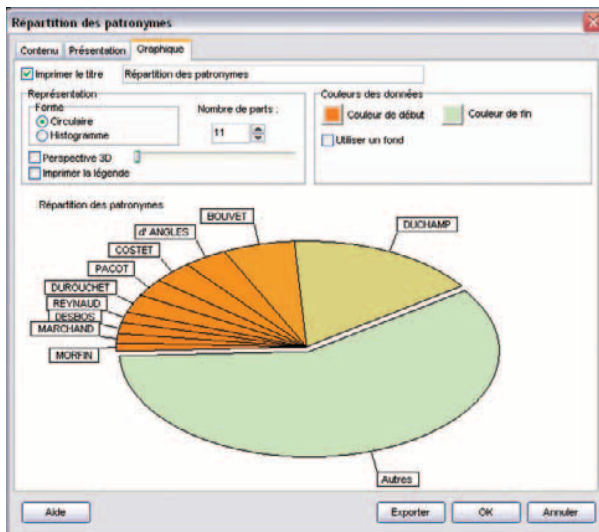 Répartition des patronymes
Contenu Présentation Graphique
Imprimer le titre Répartition des patronymes
Représentation
Forme
Circulaire
Histogramme
Nombre de parts :
11
Perspective 3D
Imprimer la légende
Couleurs des données
Couleur de début Couleur de fin
Utiliser un fond
Répartition des patronymes
BOUVET
DUCHAMP
d' ANGLES
COSTET
PACOT
DUROUCHET
REYNAUD
DESBOS
MARCHAND
MORFIN
Autres
Aide Exporter OK Annuler